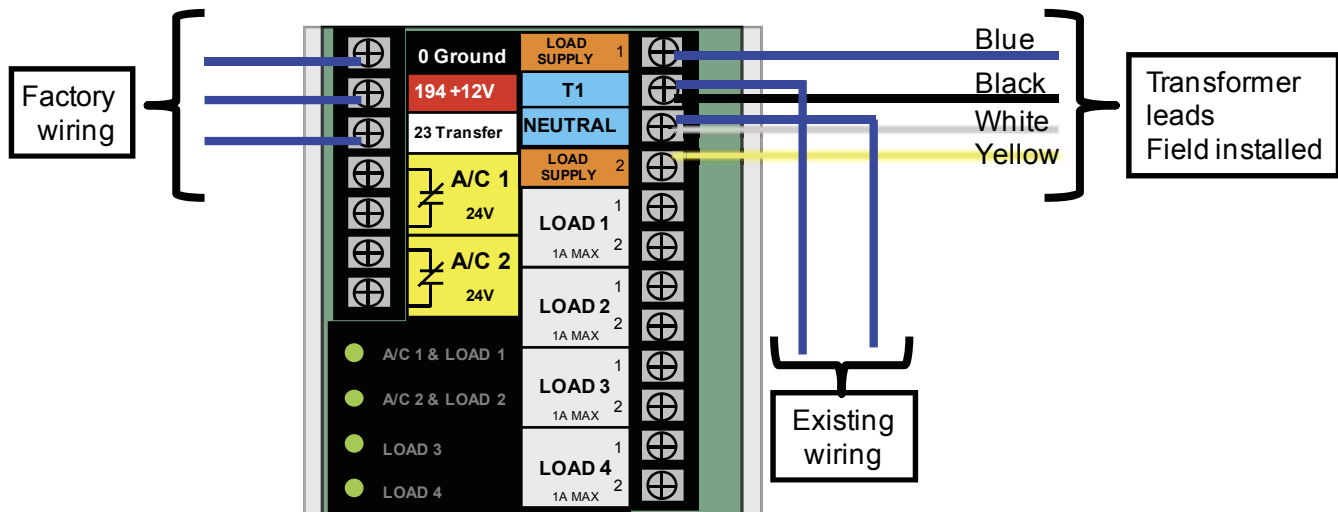 Factory
wiring
0 Ground
194 +12V
23 Transfer
A/C 1
24V
A/C 2
24V
A/C 1 & LOAD 1
A/C 2 & LOAD 2
LOAD 3
LOAD 4
LOAD
SUPPLY 1
T1
NEUTRAL
LOAD
SUPPLY 2
1
LOAD 1
2
1A MAX
1
LOAD 2
2
1A MAX
1
LOAD 3
2
1A MAX
1
LOAD 4
2
1A MAX
Blue
Black
White
Yellow
Transformer
leads
Field installed
Existing
wiring